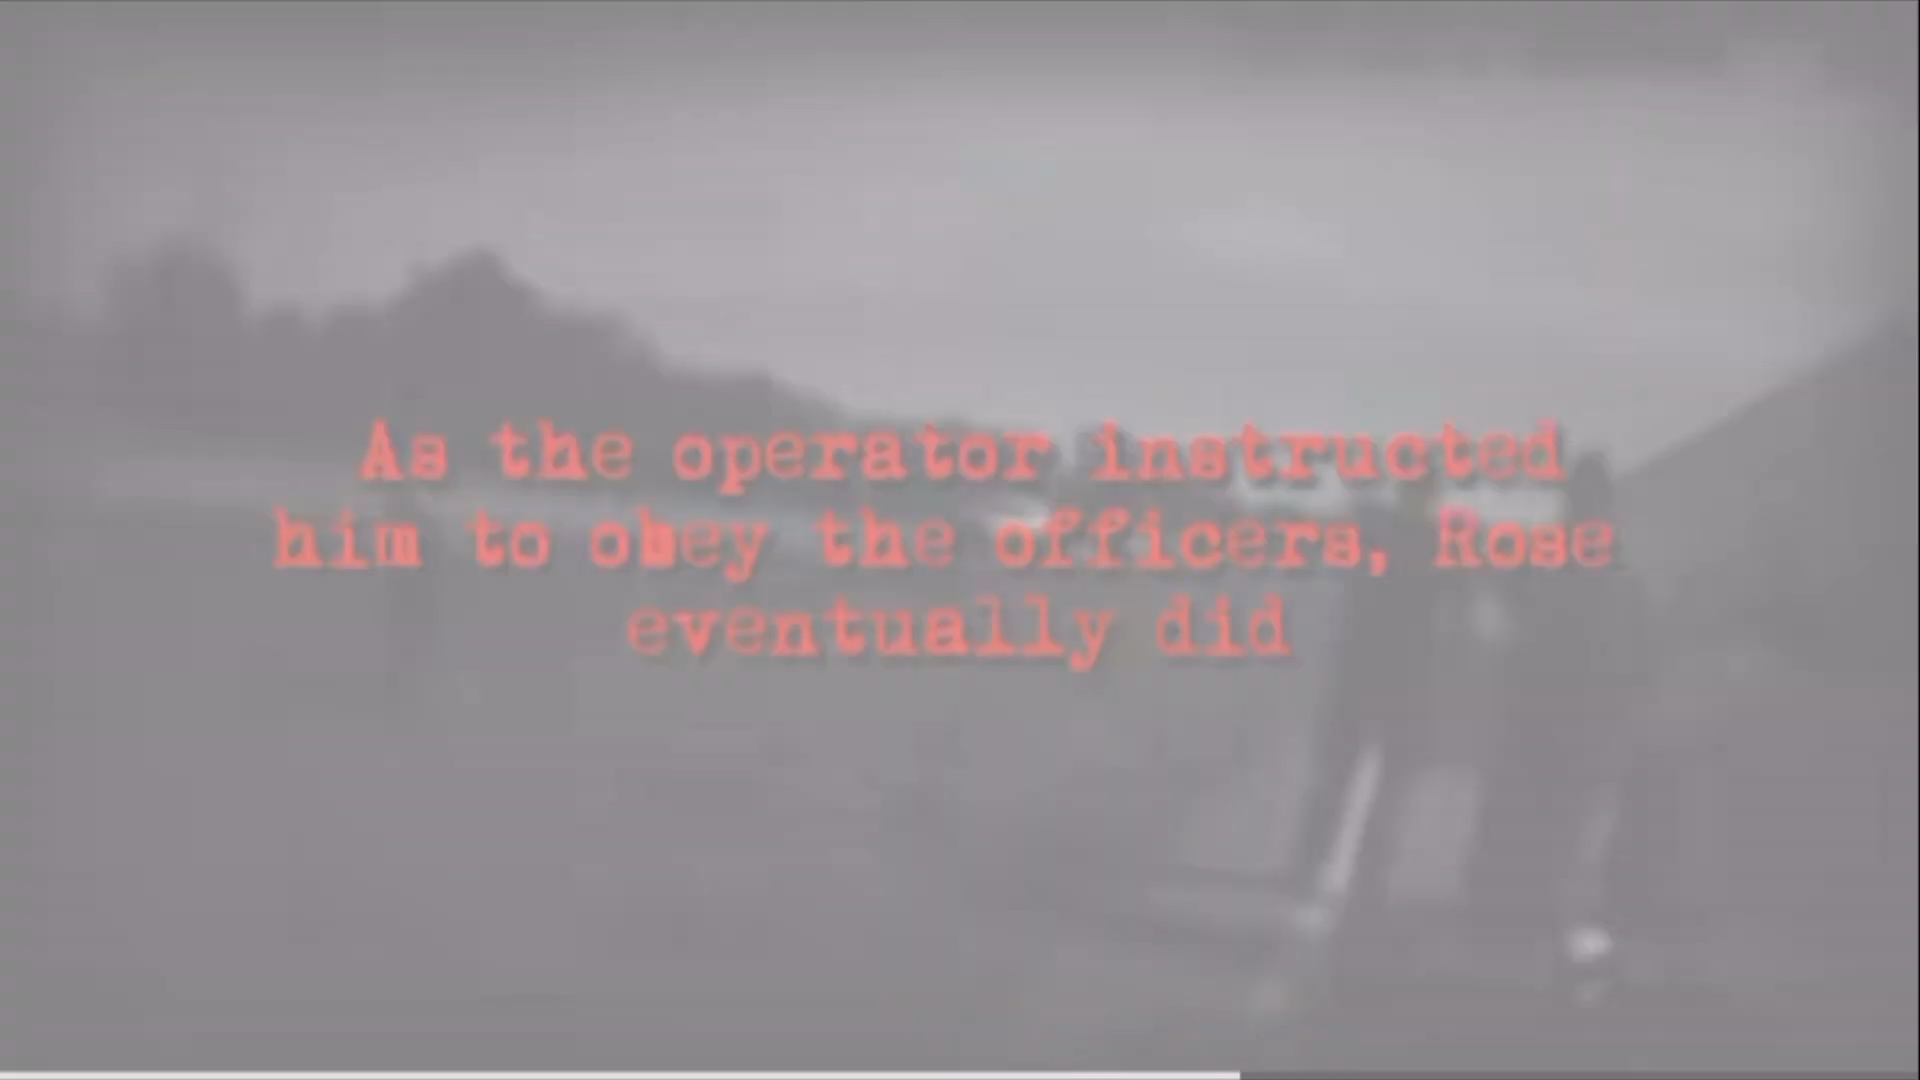 As the operator instructed
him to obey the officers, Rose
eventually did